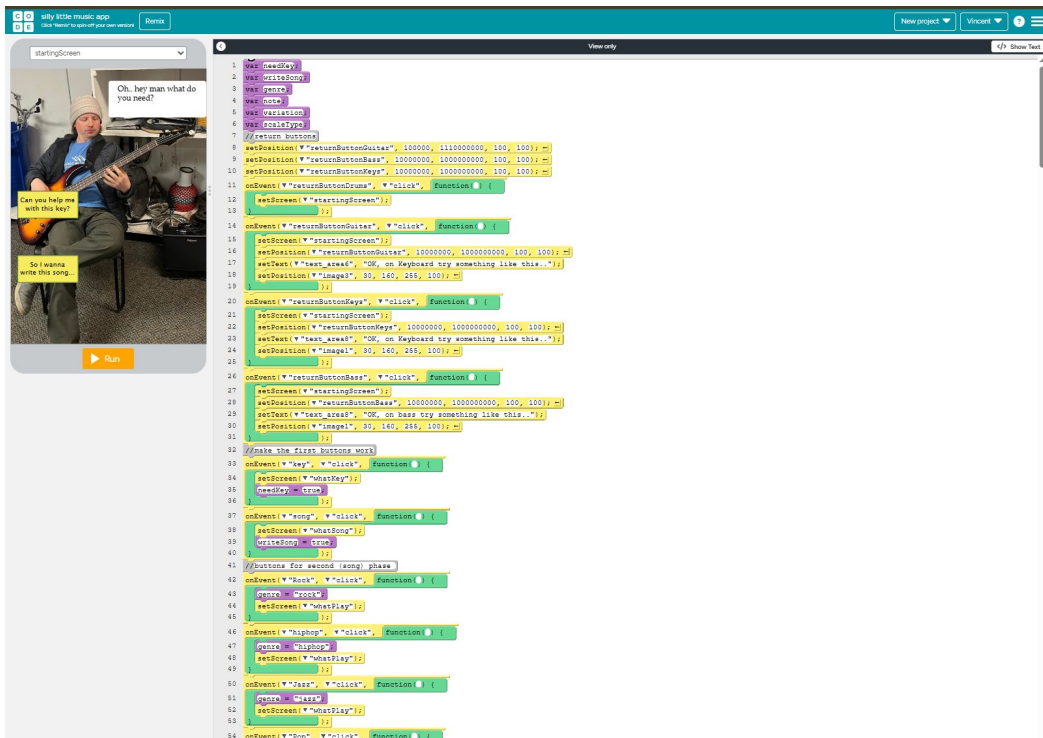 CODE
silly little music app
Click "Remix" to spin-off your own version!
Remix
New project
Vincent
?
startingScreen
View only
</> Show Text
Oh.. hey man what do
you need?
Can you help me
with this key?
So I wanna
write this song...
Run
1 var needKey;
2 var writeSong;
3 var genre;
4 var note;
5 var variation;
6 var scaleType;
7 //return buttons
8 setPosition(▼"returnButtonGuitar", 100000, 1110000000, 100, 100);
9 setPosition(▼"returnButtonBass", 10000000, 1000000000, 100, 100);
10 setPosition(▼"returnButtonKeys", 10000000, 1000000000, 100, 100);
11 onEvent(▼"returnButtonDrums", ▼"click", function() {
12 setScreen(▼"startingScreen");
13 });
14 onEvent(▼"returnButtonGuitar", ▼"click", function() {
15 setScreen(▼"startingScreen");
16 setPosition(▼"returnButtonGuitar", 10000000, 1000000000, 100, 100);
17 setText(▼"text_area6", "OK, on Keyboard try something like this..");
18 setPosition(▼"image3", 30, 160, 255, 100);
19 });
20 onEvent(▼"returnButtonKeys", ▼"click", function() {
21 setScreen(▼"startingScreen");
22 setPosition(▼"returnButtonKeys", 10000000, 1000000000, 100, 100);
23 setText(▼"text_area8", "OK, on Keyboard try something like this..");
24 setPosition(▼"image1", 30, 160, 255, 100);
25 });
26 onEvent(▼"returnButtonBass", ▼"click", function() {
27 setScreen(▼"startingScreen");
28 setPosition(▼"returnButtonBass", 10000000, 1000000000, 100, 100);
29 setText(▼"text_area8", "OK, on bass try something like this..");
30 setPosition(▼"image1", 30, 160, 255, 100);
31 });
32 //make the first buttons work
33 onEvent(▼"key", ▼"click", function() {
34 setScreen(▼"whatKey");
35 needKey = true;
36 });
37 onEvent(▼"song", ▼"click", function() {
38 setScreen(▼"whatSong");
39 writeSong = true;
40 });
41 //buttons for second (song) phase
42 onEvent(▼"Rock", ▼"click", function() {
43 genre = "rock";
44 setScreen(▼"whatPlay");
45 });
46 onEvent(▼"hiphop", ▼"click", function() {
47 genre = "hiphop";
48 setScreen(▼"whatPlay");
49 });
50 onEvent(▼"Jazz", ▼"click", function() {
51 genre = "jazz";
52 setScreen(▼"whatPlay");
53 });
54 onEvent(▼"Pop", ▼"click", function() {